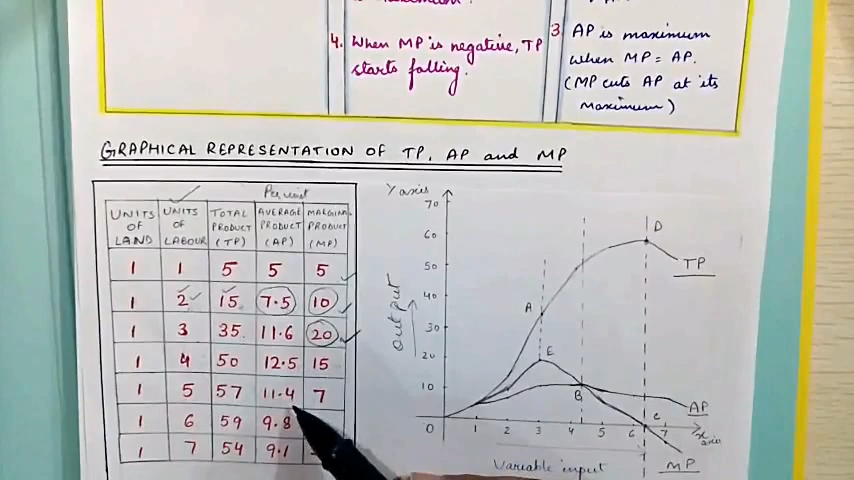 4. When MP is negative, TP
starts falling.
3. AP is maximum
when MP = AP.
(MP cuts AP at its
maximum)
GRAPHICAL REPRESENTATION OF TP, AP and MP
Per unit
UNITS OF LAND UNITS OF LABOUR TOTAL PRODUCT (TP) AVERAGE PRODUCT (AP) MARGINAL PRODUCT (MP)
1 1 5 5 5
1 2 15 7.5 10
1 3 35 11.6 20
1 4 50 12.5 15
1 5 57 11.4 7
1 6 59 9.8
1 7 54 9.1
Y axis
70
60
50
40
30
20
10
0
1 2 3 5 6 7
x axis
Output
Variable input
A
E
B
C
D
TP
AP
MP